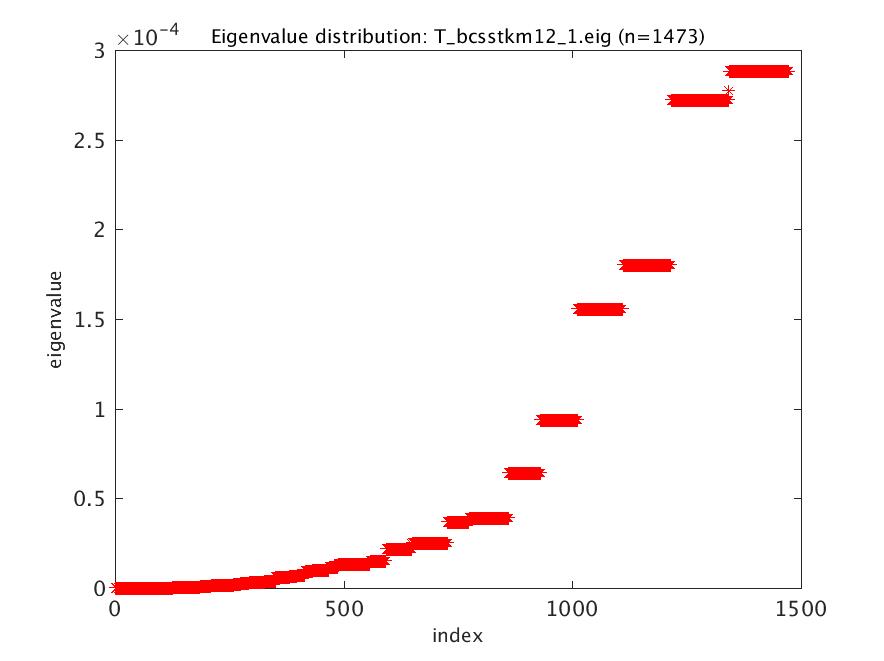 ×10⁻⁴ Eigenvalue distribution: T_bcsstkm12_1.eig (n=1473)
3
2.5
2
1.5
1
0.5
0
eigenvalue
0 500 1000 1500
index